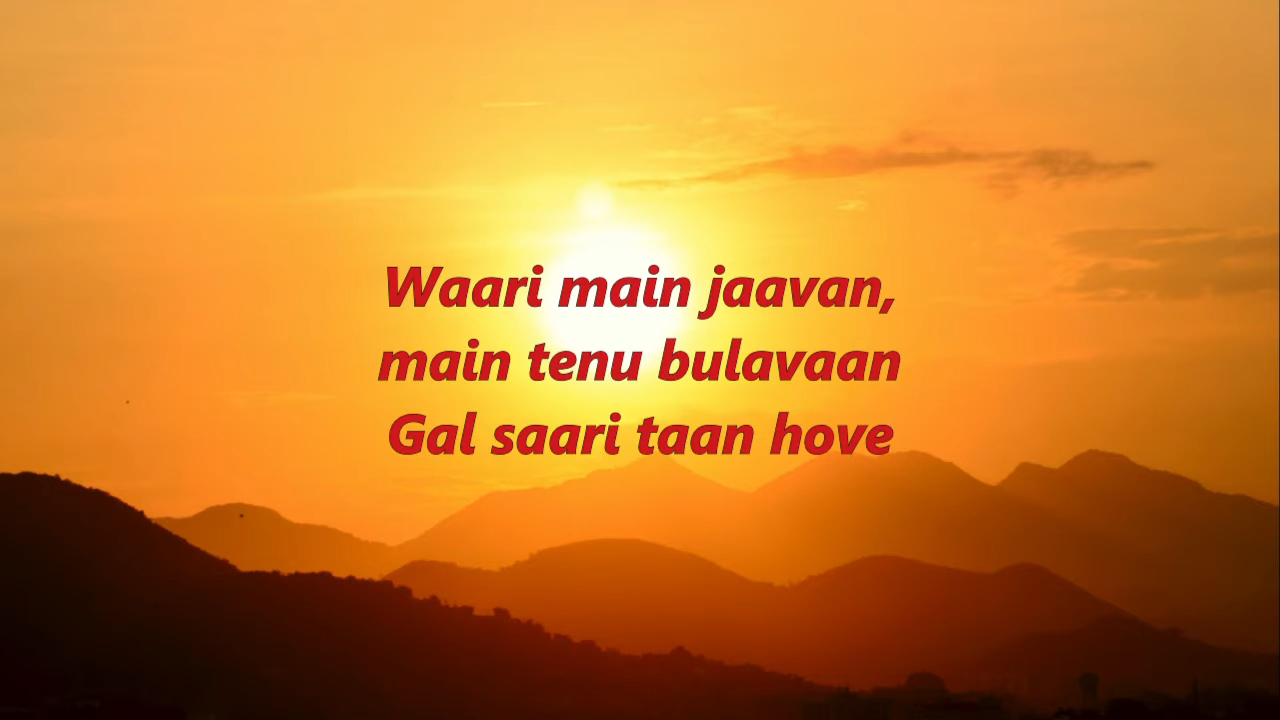 Waari main jaavan,
main tenu bulavaan
Gal saari taan hove